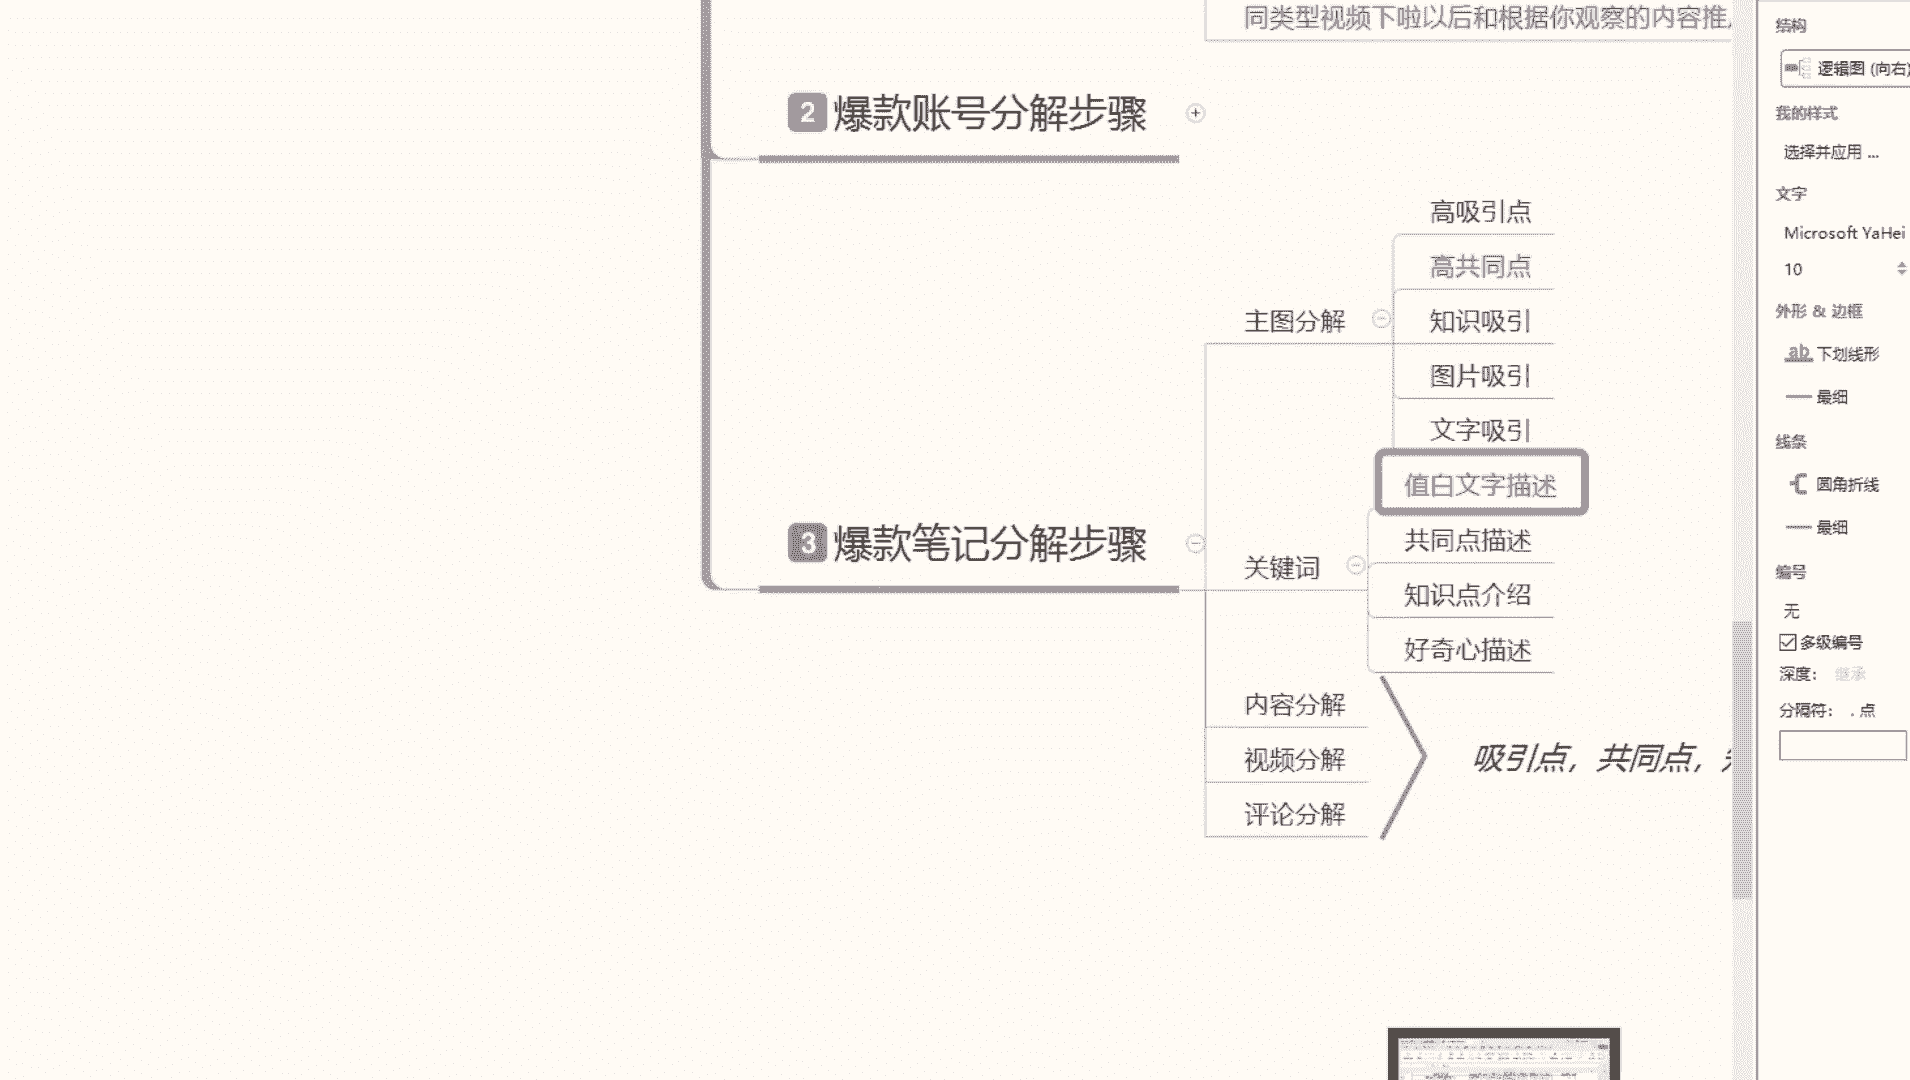 同类型视频下啦以后和根据你观察的内容推
2 爆款账号分解步骤
高吸引点
高共同点
主图分解
知识吸引
图片吸引
文字吸引
值白文字描述
3 爆款笔记分解步骤
共同点描述
关键词
知识点介绍
好奇心描述
内容分解
视频分解
吸引点，共同点，
评论分解
结构
逻辑图 (向右)
我的样式
选择并应用 ...
文字
Microsoft YaHei
10
外形 & 边框
ab 下划线形
最细
线条
圆角折线
最细
编号
无
多级编号
深度： 继承
分隔符： . 点